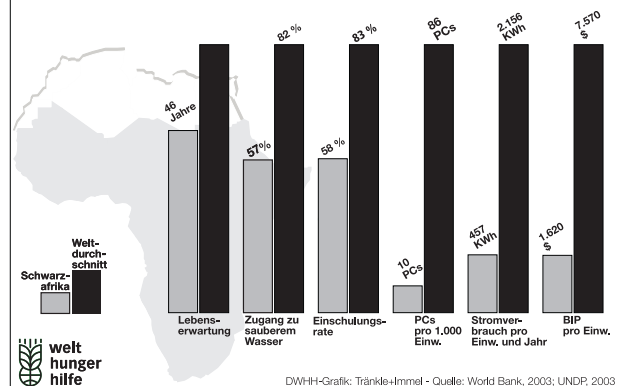 46
Jahre
82 %
57%
83 %
58 %
86
PCs
10
PCs
2.156
KWh
457
KWh
7.570
$
1.620
$
Welt-
durch-
schnitt
Schwarz-
afrika
Lebens-
erwartung
Zugang zu
sauberem
Wasser
Einschulungs-
rate
PCs
pro 1.000
Einw.
Stromver-
brauch pro
Einw. und Jahr
BIP
pro Einw.
welt
hunger
hilfe
DWHH-Grafik: Tränkle+Immel - Quelle: World Bank, 2003; UNDP, 2003